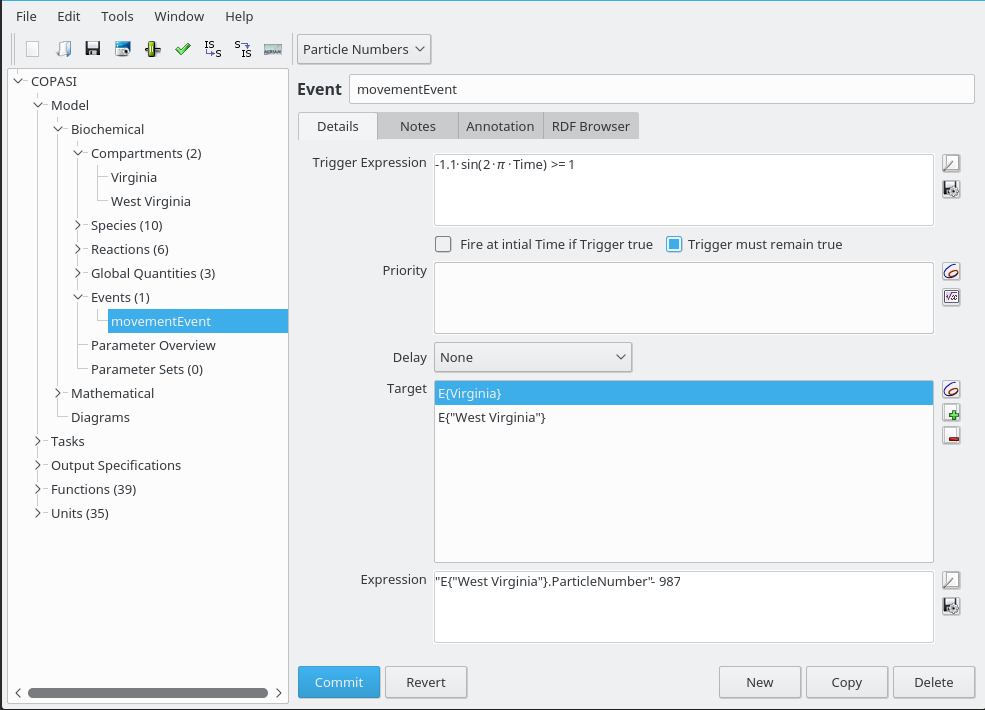 File Edit Tools Window Help
IS S S IS Particle Numbers
COPASI
Model
Biochemical
Compartments (2)
Virginia
West Virginia
Species (10)
Reactions (6)
Global Quantities (3)
Events (1)
movementEvent
Parameter Overview
Parameter Sets (0)
Mathematical
Diagrams
Tasks
Output Specifications
Functions (39)
Units (35)
Event movementEvent
Details Notes Annotation RDF Browser
Trigger Expression -1.1·sin(2·π·Time) >= 1
Fire at intial Time if Trigger true Trigger must remain true
Priority
Delay None
Target E{Virginia}
E{"West Virginia"}
Expression "E{"West Virginia"}.ParticleNumber"- 987
Commit Revert New Copy Delete